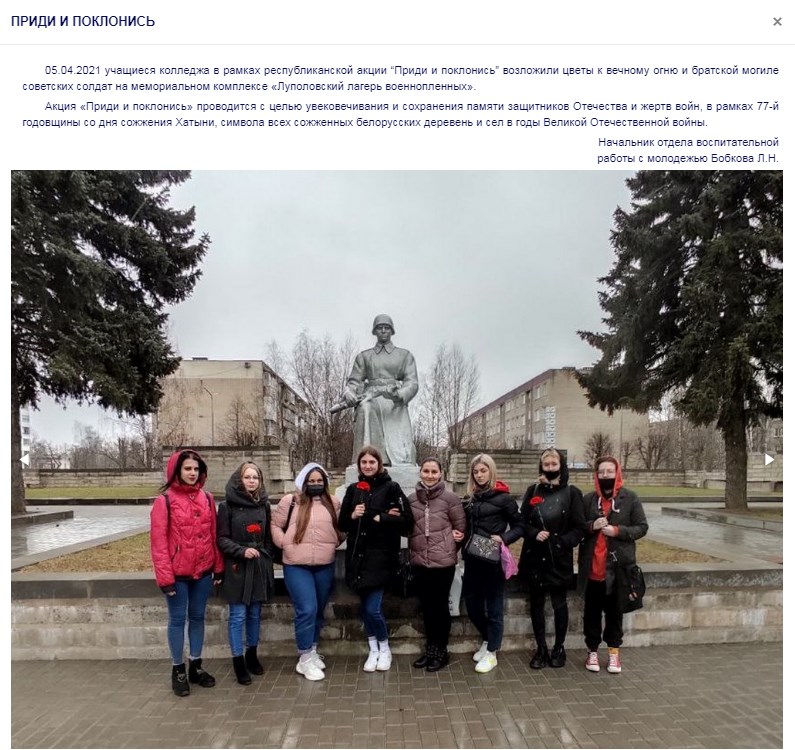 ПРИДИ И ПОКЛОНИСЬ
×
05.04.2021 учащиеся колледжа в рамках республиканской акции “Приди и поклонись” возложили цветы к вечному огню и братской могиле
советских солдат на мемориальном комплексе «Луполовский лагерь военнопленных».
Акция «Приди и поклонись» проводится с целью увековечивания и сохранения памяти защитников Отечества и жертв войн, в рамках 77-й
годовщины со дня сожжения Хатыни, символа всех сожженных белорусских деревень и сел в годы Великой Отечественной войны.
Начальник отдела воспитательной
работы с молодежью Бобкова Л.Н.